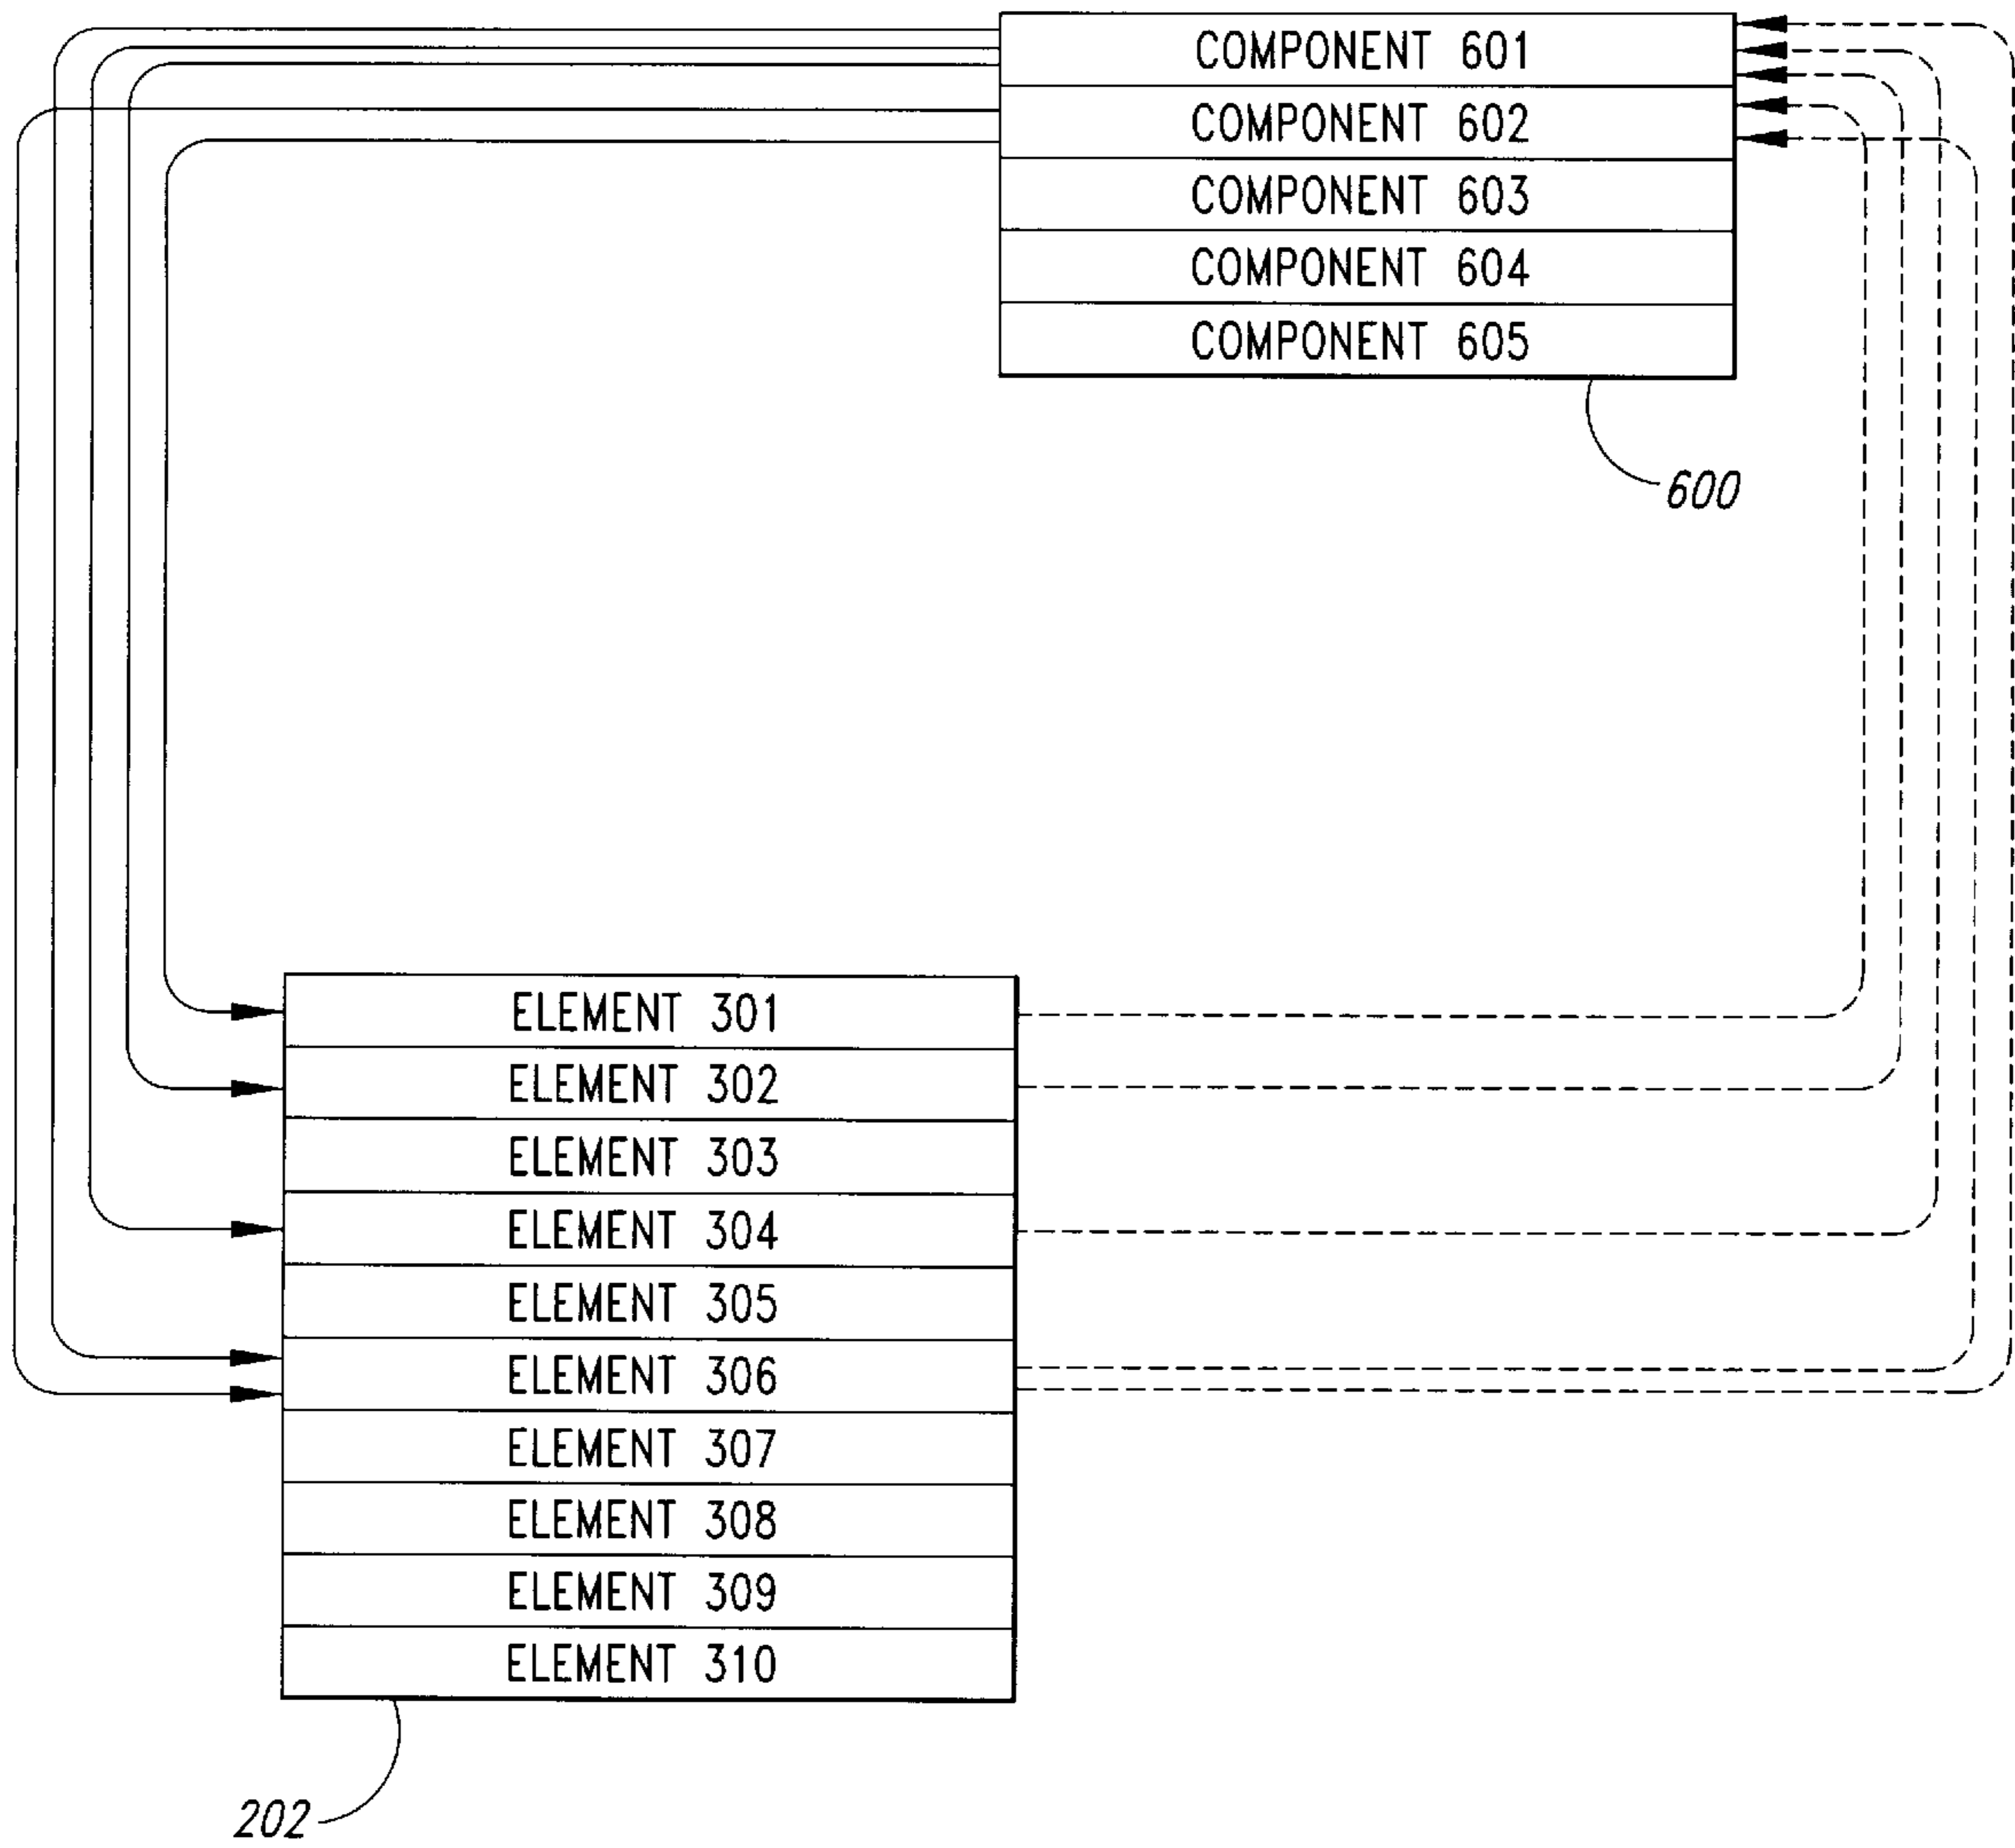 COMPONENT 601
COMPONENT 602
COMPONENT 603
COMPONENT 604
COMPONENT 605
600
ELEMENT 301
ELEMENT 302
ELEMENT 303
ELEMENT 304
ELEMENT 305
ELEMENT 306
ELEMENT 307
ELEMENT 308
ELEMENT 309
ELEMENT 310
202